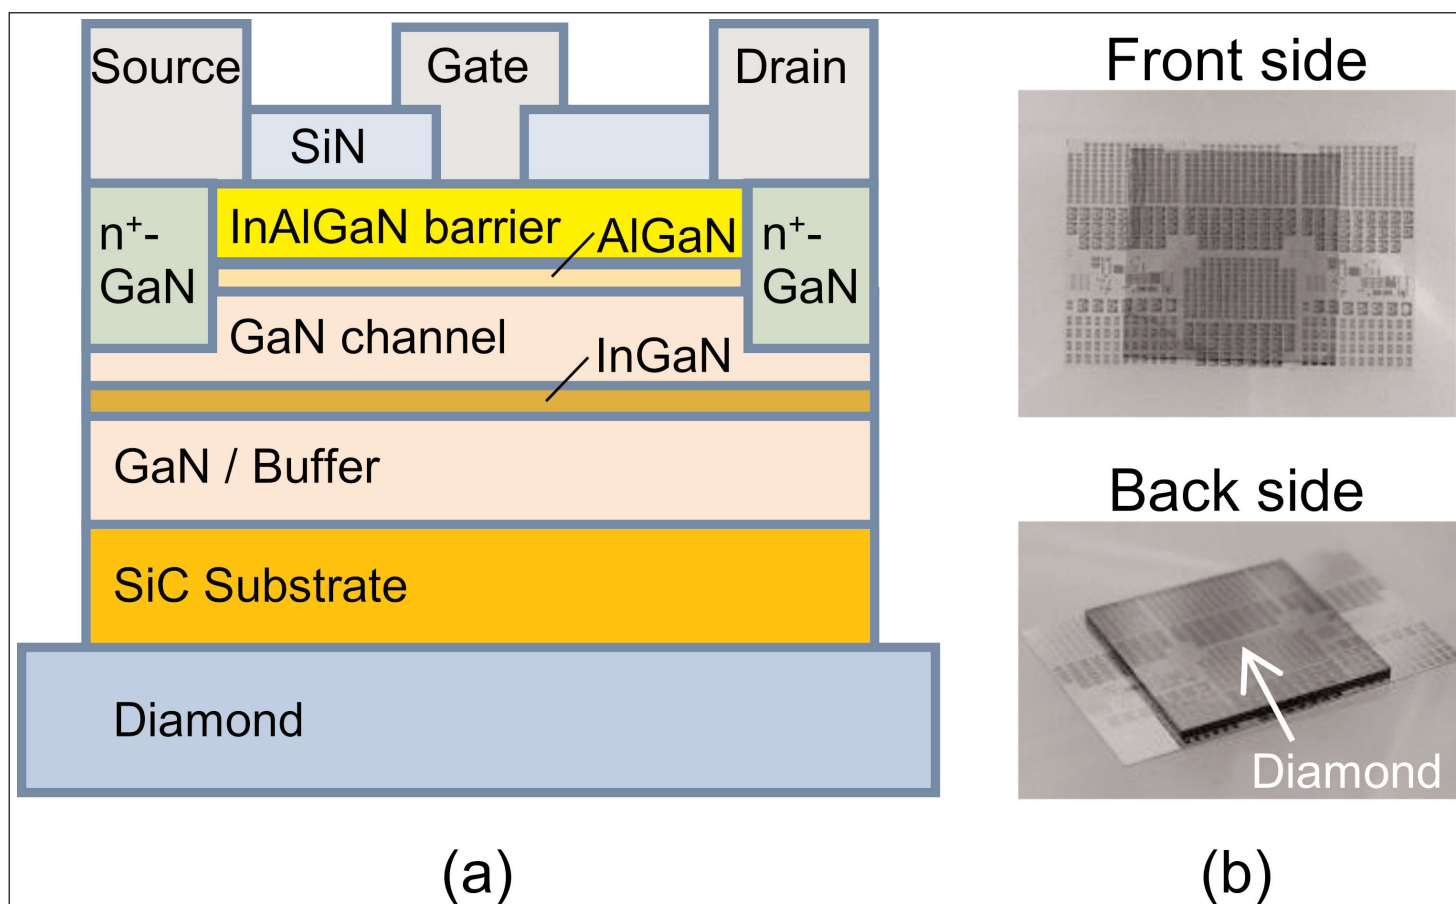 Source
Gate
Drain
SiN
InAlGaN barrier
AlGaN
n⁺-
GaN
n⁺-
GaN
GaN channel
InGaN
GaN / Buffer
SiC Substrate
Diamond
(a)
Front side
Back side
Diamond
(b)